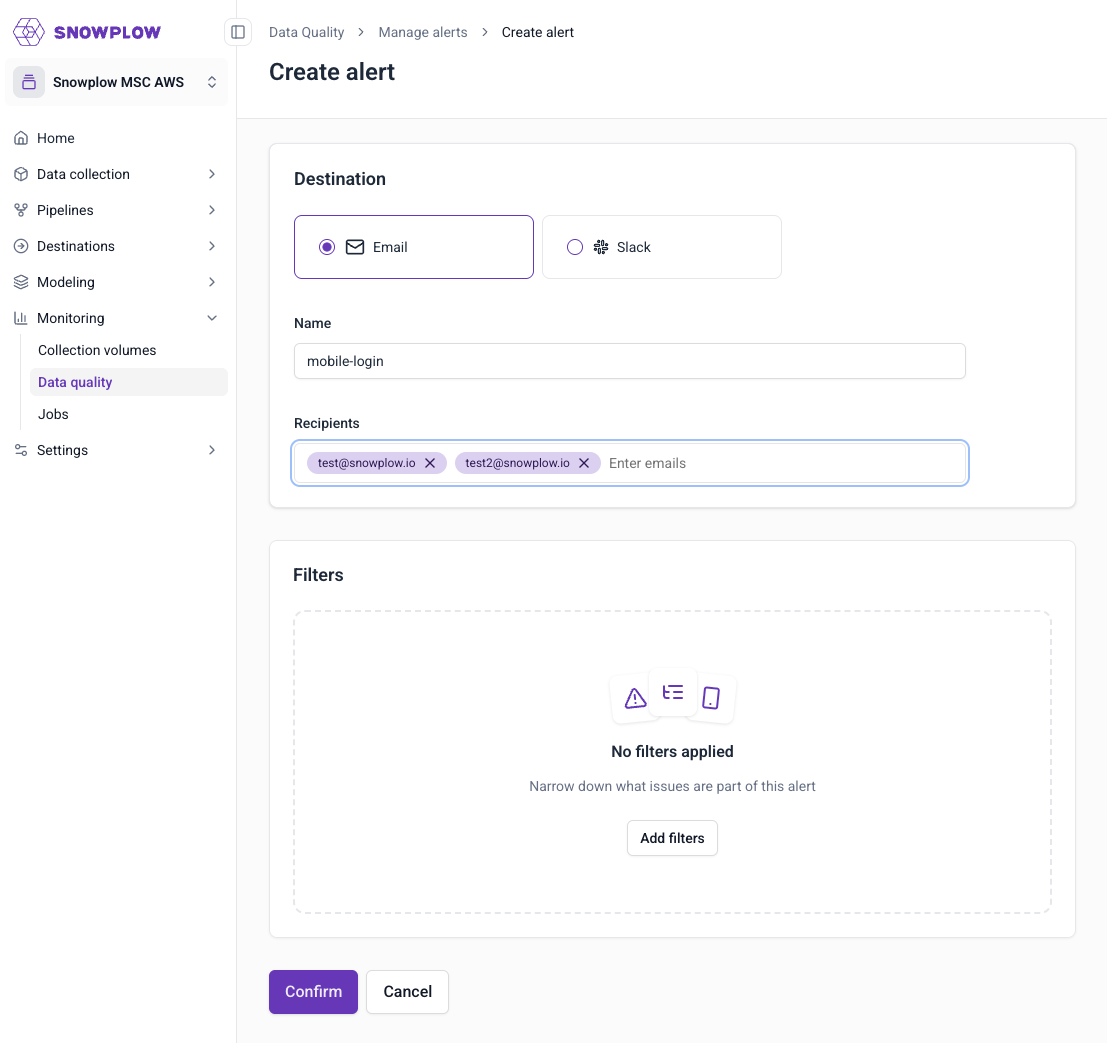 SNOWPLOW
Snowplow MSC AWS
Home
Data collection
Pipelines
Destinations
Modeling
Monitoring
Collection volumes
Data quality
Jobs
Settings
Data Quality > Manage alerts > Create alert
Create alert
Destination
Email
Slack
Name
mobile-login
Recipients
test@snowplow.io test2@snowplow.io Enter emails
Filters
No filters applied
Narrow down what issues are part of this alert
Add filters
Confirm
Cancel